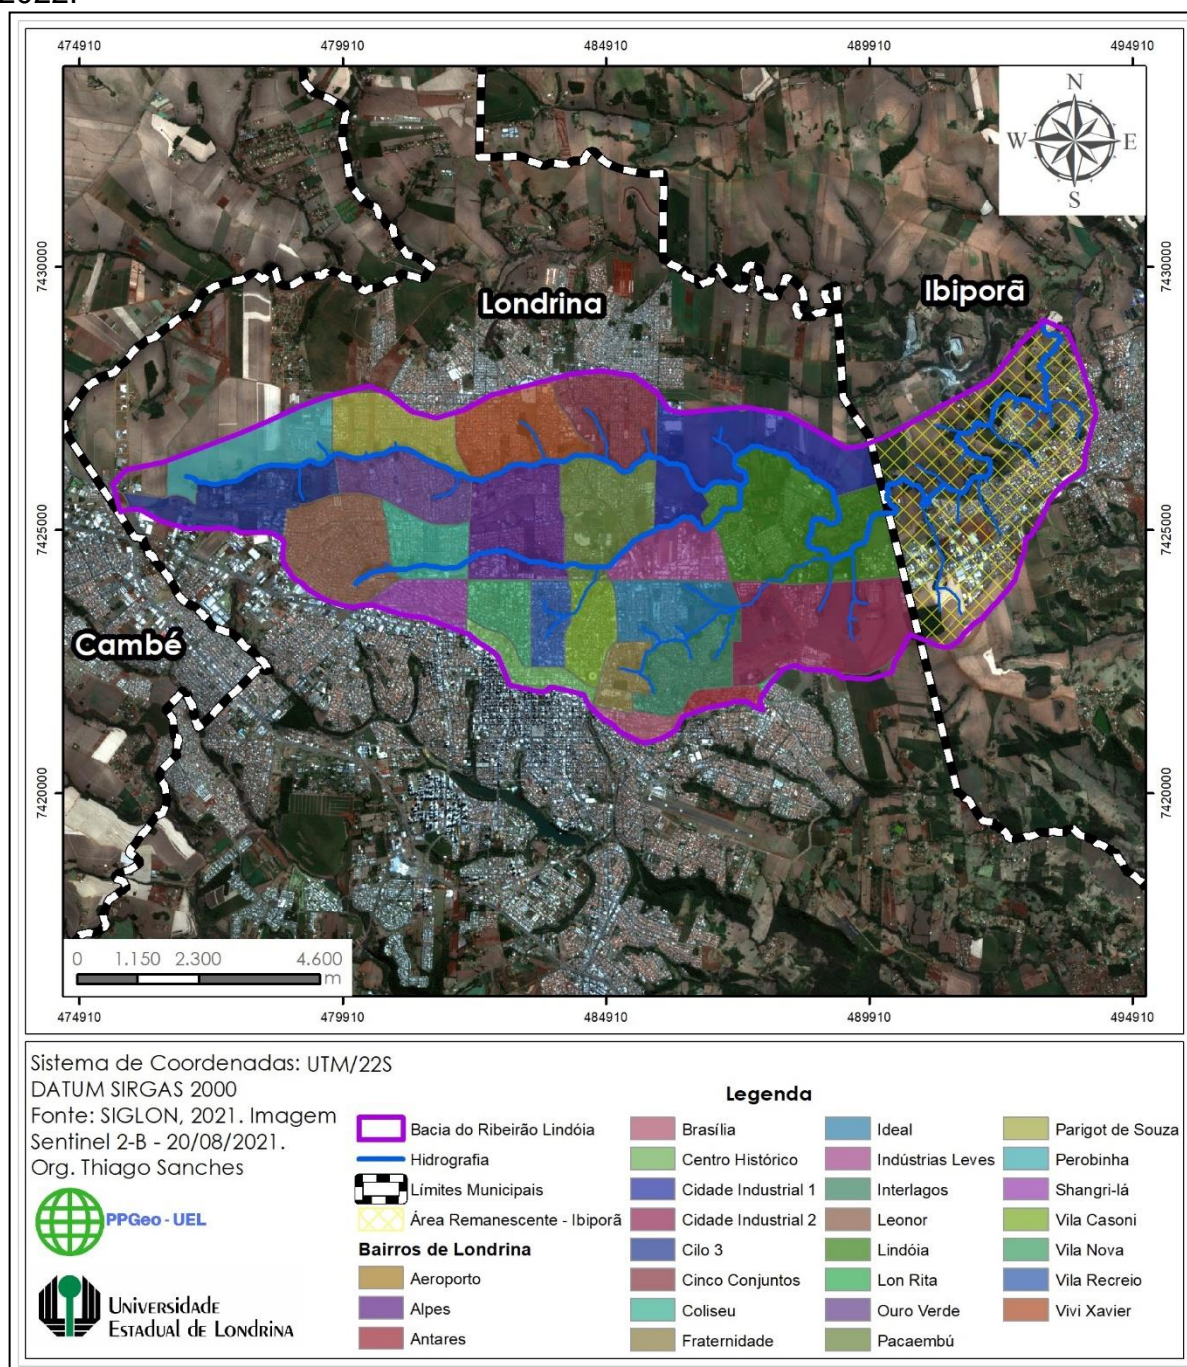 2022.
474910 479910 484910 489910 494910
N
W E
S
7430000 7430000
Londrina
Ibiporã
7425000 7425000
Cambé
7420000 7420000
0 1.150 2.300 4.600
m
474910 479910 484910 489910 494910
Sistema de Coordenadas: UTM/22S
DATUM SIRGAS 2000
Fonte: SIGLON, 2021. Imagem
Sentinel 2-B - 20/08/2021.
Org. Thiago Sanches
PPGeo - UEL
UNIVERSIDADE
ESTADUAL DE LONDRINA
Legenda
Bacia do Ribeirão Lindóia
Hidrografia
Límites Municipais
Área Remanescente - Ibiporã
Bairros de Londrina
Aeroporto
Alpes
Antares
Brasília
Centro Histórico
Cidade Industrial 1
Cidade Industrial 2
Cilo 3
Cinco Conjuntos
Coliseu
Fraternidade
Ideal
Indústrias Leves
Interlagos
Leonor
Lindóia
Lon Rita
Ouro Verde
Pacaembú
Parigot de Souza
Perobinha
Shangri-lá
Vila Casoni
Vila Nova
Vila Recreio
Vivi Xavier